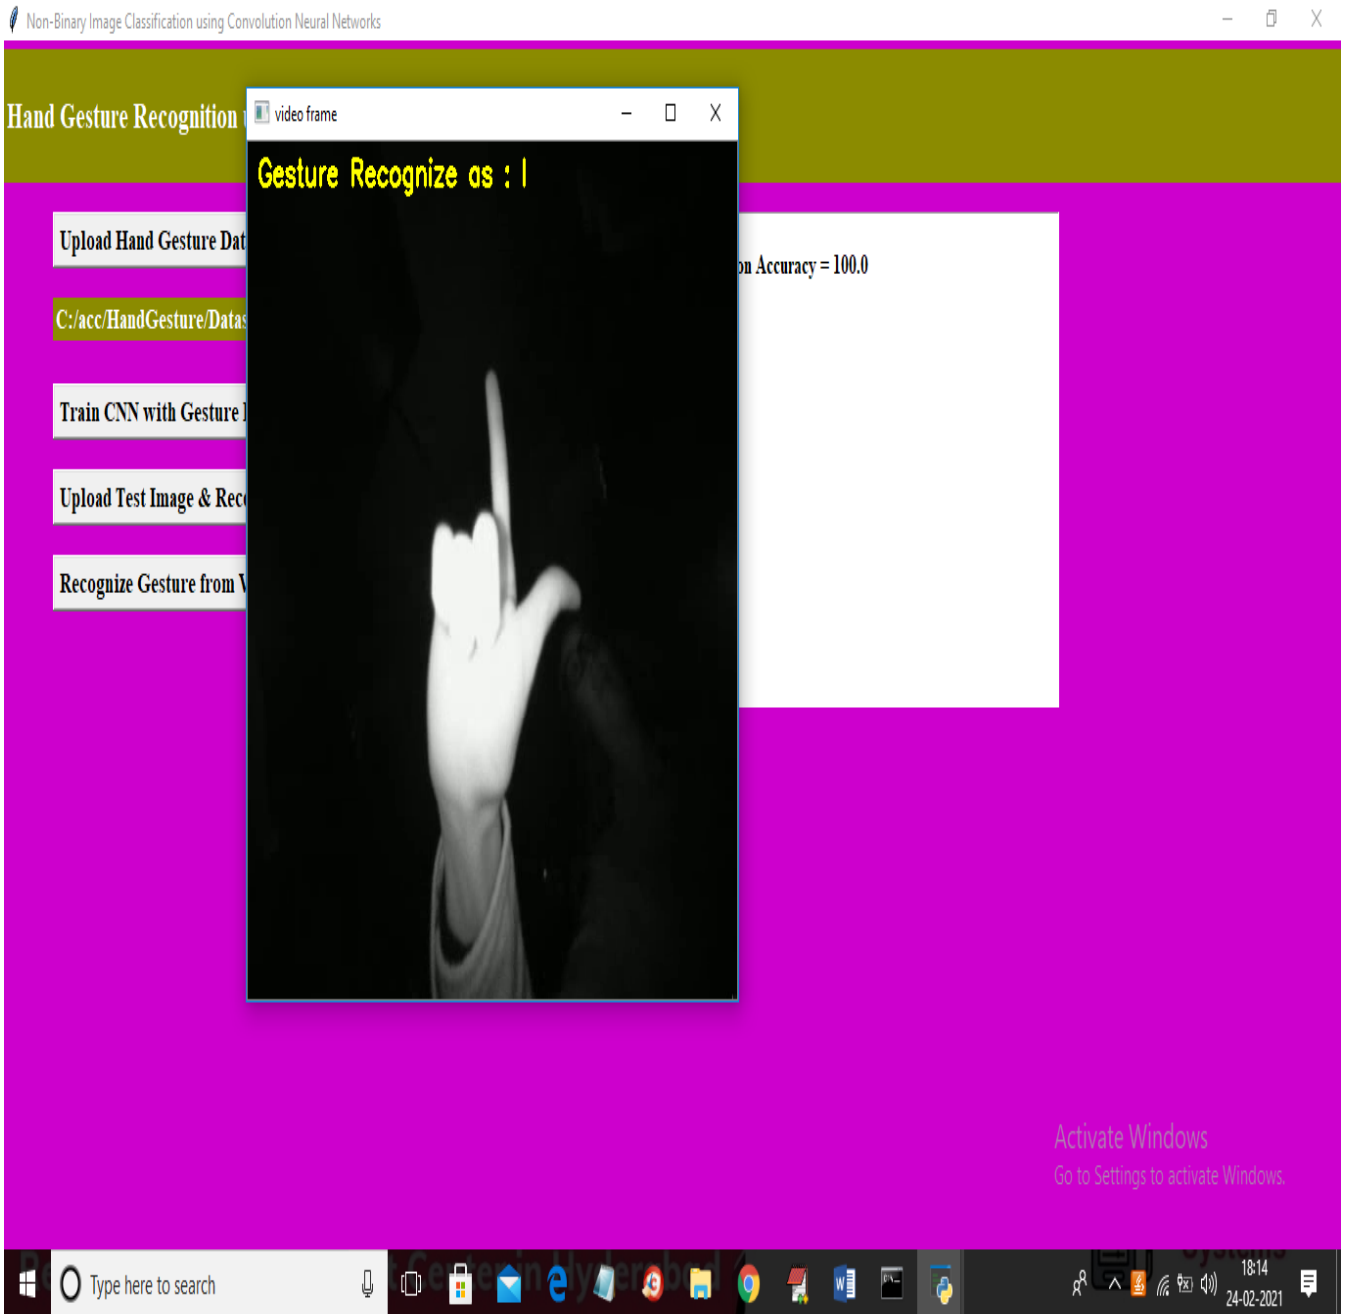 Non-Binary Image Classification using Convolution Neural Networks
Hand Gesture Recognition
video frame
Gesture Recognize as : I
Upload Hand Gesture Dat
on Accuracy = 100.0
C:/acc/HandGesture/Datas
Train CNN with Gesture
Upload Test Image & Reco
Recognize Gesture from V
Activate Windows
Go to Settings to activate Windows.
Type here to search
18:14
24-02-2021